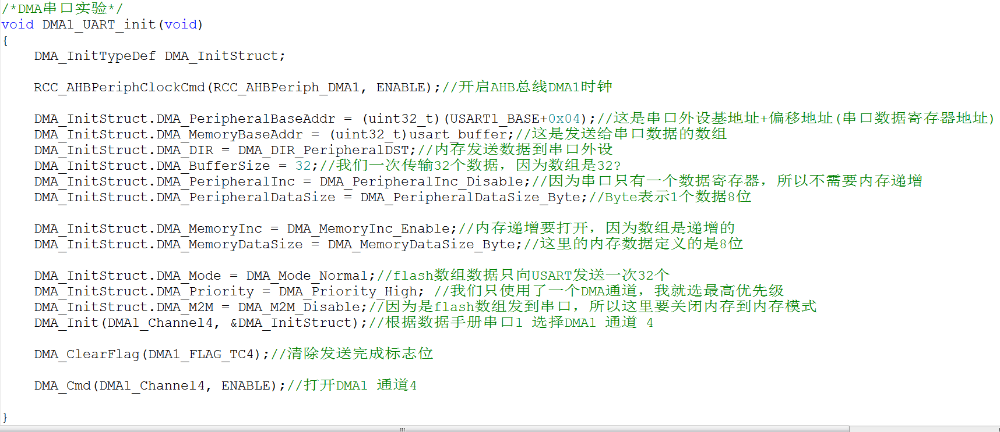 /*DMA串口实验*/
void DMA1_UART_init(void)
{
    DMA_InitTypeDef DMA_InitStruct;
    RCC_AHBPeriphClockCmd(RCC_AHBPeriph_DMA1, ENABLE);//开启AHB总线DMA1时钟
    DMA_InitStruct.DMA_PeripheralBaseAddr = (uint32_t)(USART1_BASE+0x04);//这是串口外设基地址+偏移地址(串口数据寄存器地址)
    DMA_InitStruct.DMA_MemoryBaseAddr = (uint32_t)usart_buffer;//这是发送给串口数据的数组
    DMA_InitStruct.DMA_DIR = DMA_DIR_PeripheralDST;//内存发送数据到串口外设
    DMA_InitStruct.DMA_BufferSize = 32;//我们一次传输32个数据，因为数组是32?
    DMA_InitStruct.DMA_PeripheralInc = DMA_PeripheralInc_Disable;//因为串口只有一个数据寄存器，所以不需要内存递增
    DMA_InitStruct.DMA_PeripheralDataSize = DMA_PeripheralDataSize_Byte;//Byte表示1个数据8位
    DMA_InitStruct.DMA_MemoryInc = DMA_MemoryInc_Enable;//内存递增要打开，因为数组是递增的
    DMA_InitStruct.DMA_MemoryDataSize = DMA_MemoryDataSize_Byte;//这里的内存数据定义的是8位
    DMA_InitStruct.DMA_Mode = DMA_Mode_Normal;//flash数组数据只向USART发送一次32个
    DMA_InitStruct.DMA_Priority = DMA_Priority_High; //我们只使用了一个DMA通道，我就选最高优先级
    DMA_InitStruct.DMA_M2M = DMA_M2M_Disable;//因为是flash数组发到串口，所以这里要关闭内存到内存模式
    DMA_Init(DMA1_Channel4, &DMA_InitStruct);//根据数据手册串口1 选择DMA1 通道 4
    DMA_ClearFlag(DMA1_FLAG_TC4);//清除发送完成标志位
    DMA_Cmd(DMA1_Channel4, ENABLE);//打开DMA1 通道4
}